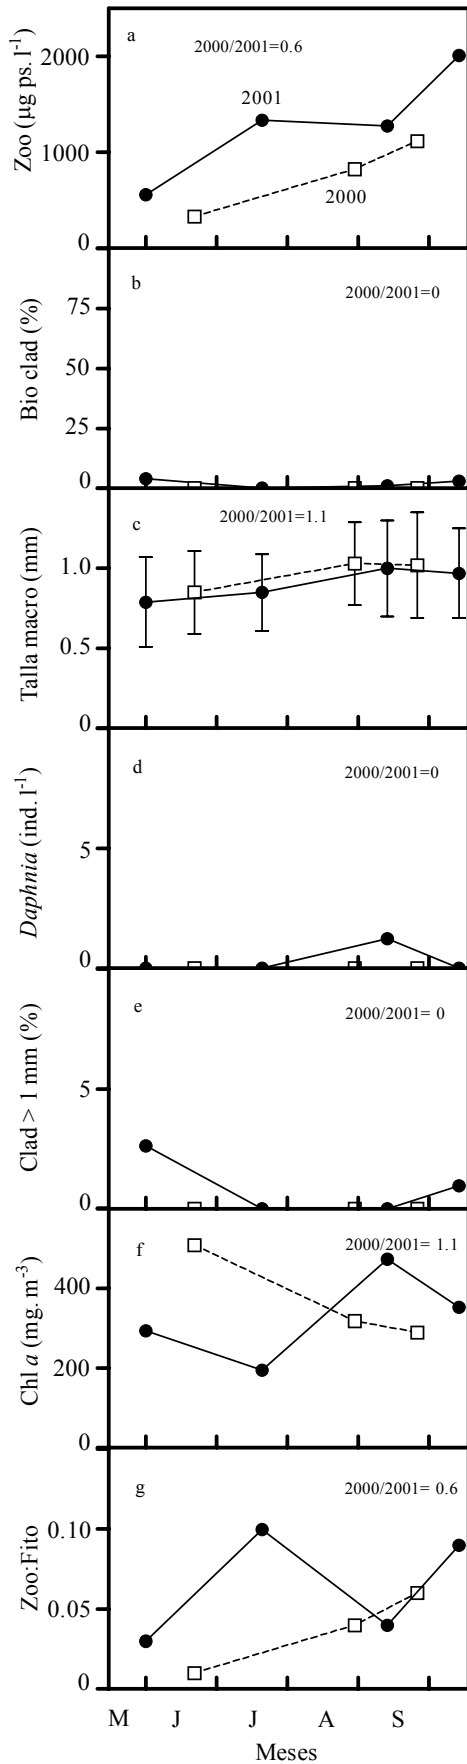 a
2000/2001=0.6
2001
2000
Zoo (µg ps. l⁻¹)
2000
1000
0
b
2000/2001=0
Bio clad (%)
75
50
25
0
c
2000/2001=1.1
Talla macro (mm)
1.0
0.5
0
d
2000/2001=0
Daphnia (ind. l⁻¹)
5
0
e
2000/2001= 0
Clad > 1 mm (%)
5
0
f
2000/2001= 1.1
Chl a (mg. m⁻³)
400
200
0
g
2000/2001= 0.6
Zoo:Fito
0.10
0.05
0
M J J A S
Meses